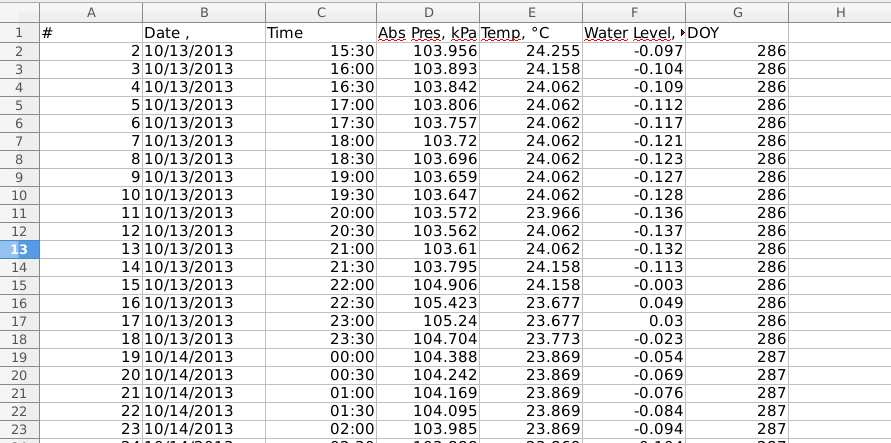 A B C D E F G H
1 # Date , Time Abs Pres, kPa Temp, °C Water Level, DOY
2 2 10/13/2013 15:30 103.956 24.255 -0.097 286
3 3 10/13/2013 16:00 103.893 24.158 -0.104 286
4 4 10/13/2013 16:30 103.842 24.062 -0.109 286
5 5 10/13/2013 17:00 103.806 24.062 -0.112 286
6 6 10/13/2013 17:30 103.757 24.062 -0.117 286
7 7 10/13/2013 18:00 103.72 24.062 -0.121 286
8 8 10/13/2013 18:30 103.696 24.062 -0.123 286
9 9 10/13/2013 19:00 103.659 24.062 -0.127 286
10 10 10/13/2013 19:30 103.647 24.062 -0.128 286
11 11 10/13/2013 20:00 103.572 23.966 -0.136 286
12 12 10/13/2013 20:30 103.562 24.062 -0.137 286
13 13 10/13/2013 21:00 103.61 24.062 -0.132 286
14 14 10/13/2013 21:30 103.795 24.158 -0.113 286
15 15 10/13/2013 22:00 104.906 24.158 -0.003 286
16 16 10/13/2013 22:30 105.423 23.677 0.049 286
17 17 10/13/2013 23:00 105.24 23.677 0.03 286
18 18 10/13/2013 23:30 104.704 23.773 -0.023 286
19 19 10/14/2013 00:00 104.388 23.869 -0.054 287
20 20 10/14/2013 00:30 104.242 23.869 -0.069 287
21 21 10/14/2013 01:00 104.169 23.869 -0.076 287
22 22 10/14/2013 01:30 104.095 23.869 -0.084 287
23 23 10/14/2013 02:00 103.985 23.869 -0.094 287